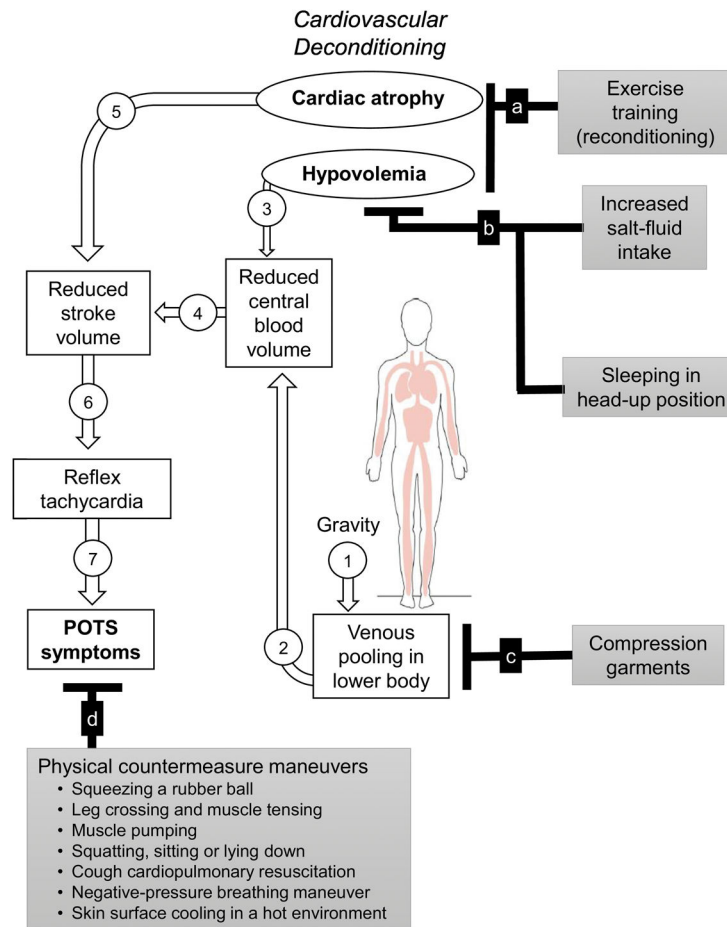 Cardiovascular
Deconditioning
5
Cardiac atrophy
a
Exercise
training
(reconditioning)
Hypovolemia
3
b
Increased
salt-fluid
intake
Reduced
stroke
volume
4
Reduced
central
blood
volume
6
Sleeping in
head-up position
Reflex
tachycardia
Gravity
1
7
POTS
symptoms
2
Venous
pooling in
lower body
c
Compression
garments
d
Physical countermeasure maneuvers
• Squeezing a rubber ball
• Leg crossing and muscle tensing
• Muscle pumping
• Squatting, sitting or lying down
• Cough cardiopulmonary resuscitation
• Negative-pressure breathing maneuver
• Skin surface cooling in a hot environment